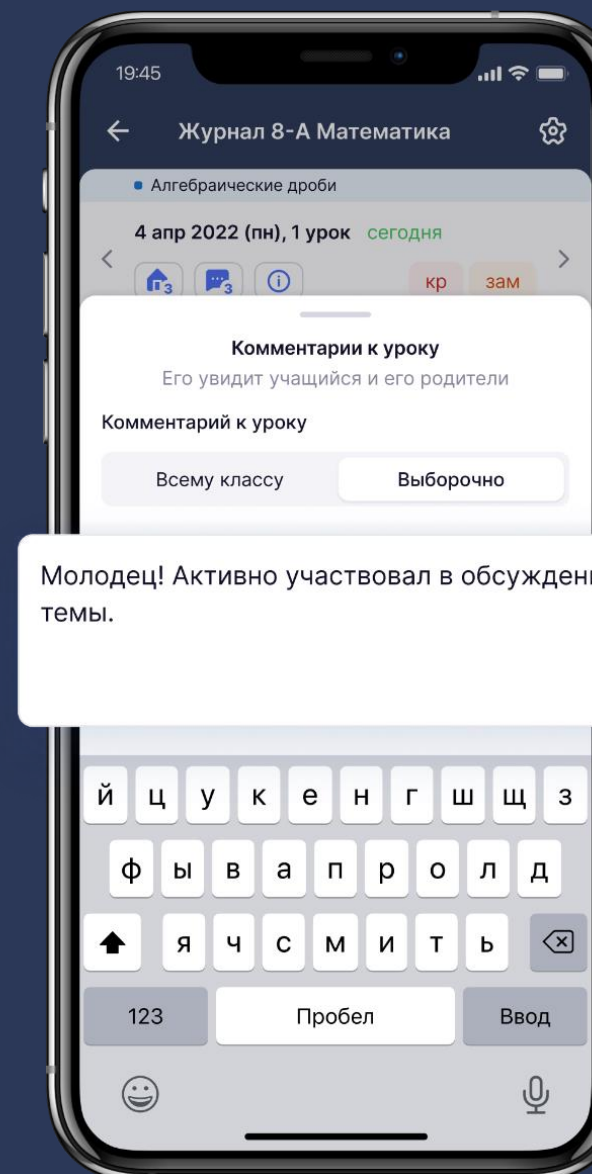 19:45
Журнал 8-А Математика
Алгебраические дроби
4 апр 2022 (пн), 1 урок сегодня
3 3 кр зам
Комментарии к уроку
Его увидит учащийся и его родители
Комментарий к уроку
Всему классу Выборочно
Молодец! Активно участвовал в обсужден
темы.
й ц у к е н г ш щ з
ф ы в а п р о л д
я ч с м и т ь
123 Пробел Ввод